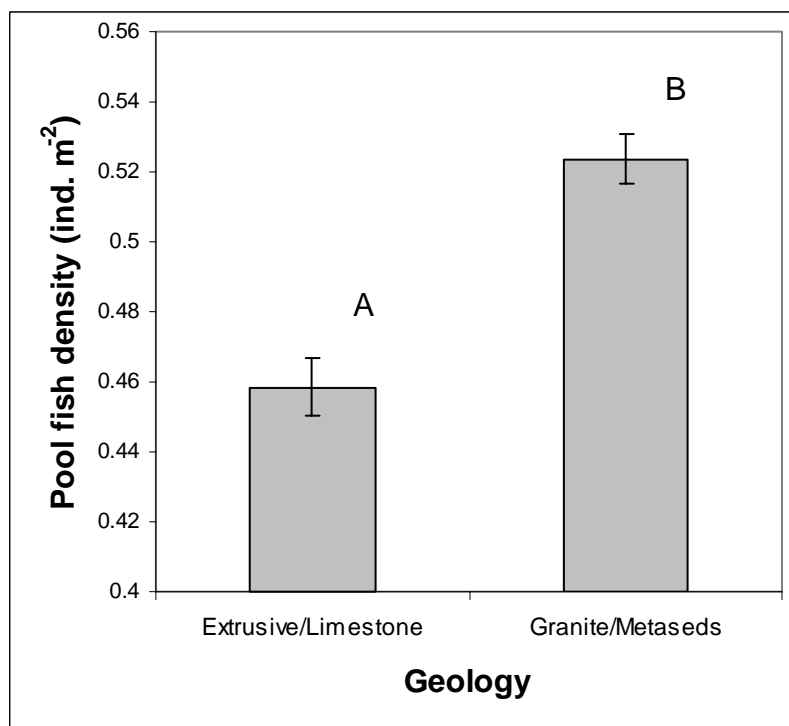 Pool fish density (ind. m⁻²)
0.56
0.54
0.52
0.5
0.48
0.46
0.44
0.42
0.4
A
B
Extrusive/Limestone
Granite/Metaseds
Geology